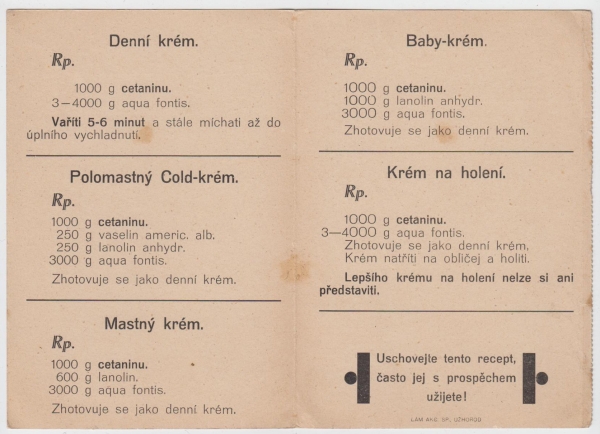 Denní krém.
Rp.
1000 g cetaninu.
3—4000 g aqua fontis.
Vařiti 5-6 minut a stále míchati až do
úplního vychladnutí.
Polomastný Cold-krém.
Rp.
1000 g cetaninu.
250 g vaselin americ. alb.
250 g lanolin anhydr.
3000 g aqua fontis.
Zhotovuje se jako denní krém.
Mastný krém.
Rp.
1000 g cetaninu.
600 g lanolin.
3000 g aqua fontis.
Zhotovuje se jako denní krém.
Baby-krém.
Rp.
1000 g cetaninu.
1000 g lanolin anhydr.
3000 g aqua fontis.
Zhotovuje se jako denní krém.
Krém na holení.
Rp.
1000 g cetaninu.
3—4000 g aqua fontis.
Zhotovuje se jako denní krém,
Krém natříti na obličej a holiti.
Lepšího krému na holení nelze si ani
představiti.
Uschovejte tento recept,
často jej s prospěchem
užijete!
LAM AKC. SP., UŽHOROD